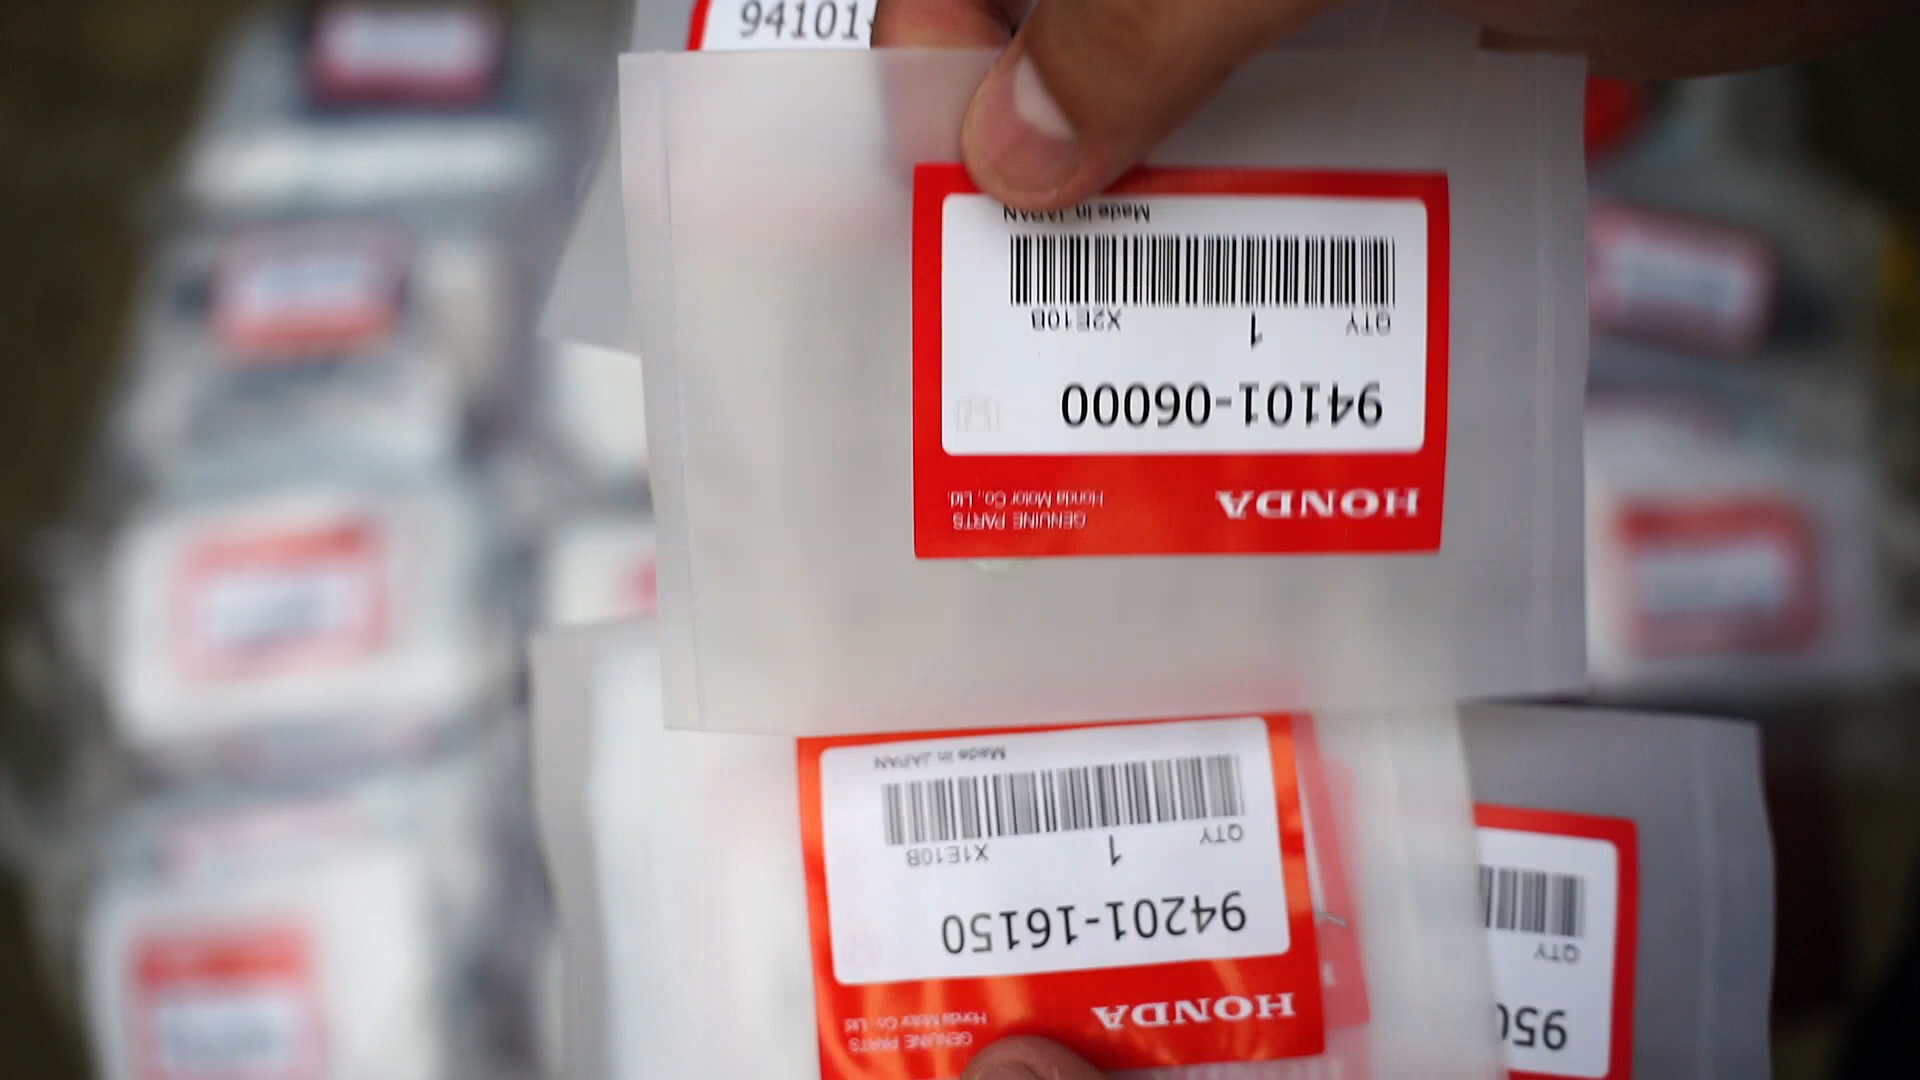 94101-
HONDA GENUINE PARTS
Honda Motor Co., Ltd.
94101-06000
QTY 1 X2E10B
Made in JAPAN
HONDA GENUINE PARTS
Honda Motor Co., Ltd.
94201-16150
QTY 1 X1E10B
Made in JAPAN
950
QTY